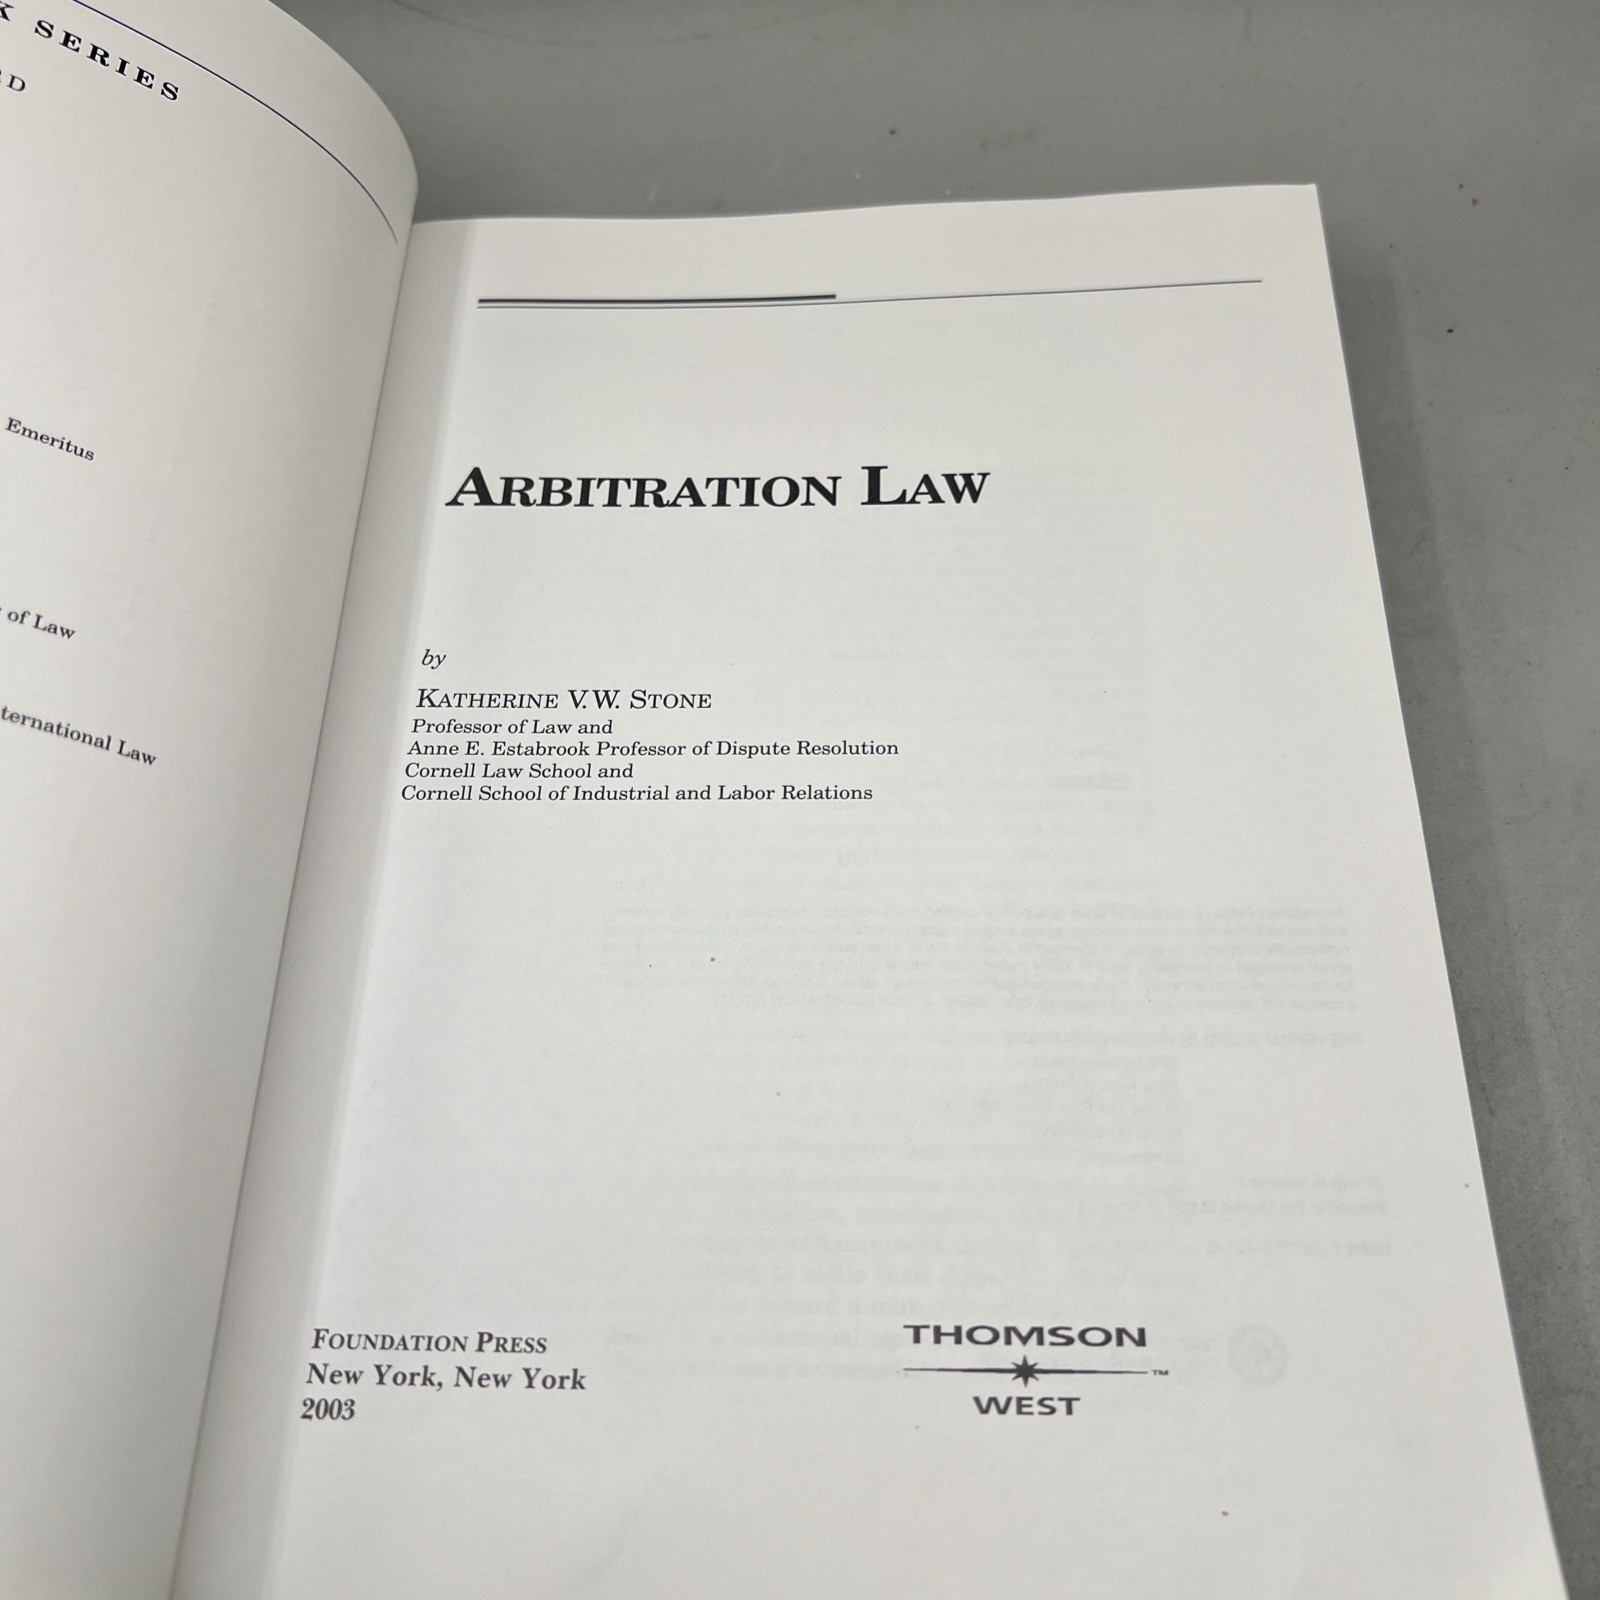 SERIES
Emeritus
of Law
ternational Law
ARBITRATION LAW
by
KATHERINE V.W. STONE
Professor of Law and
Anne E. Estabrook Professor of Dispute Resolution
Cornell Law School and
Cornell School of Industrial and Labor Relations
FOUNDATION PRESS
New York, New York
2003
THOMSON
™
WEST